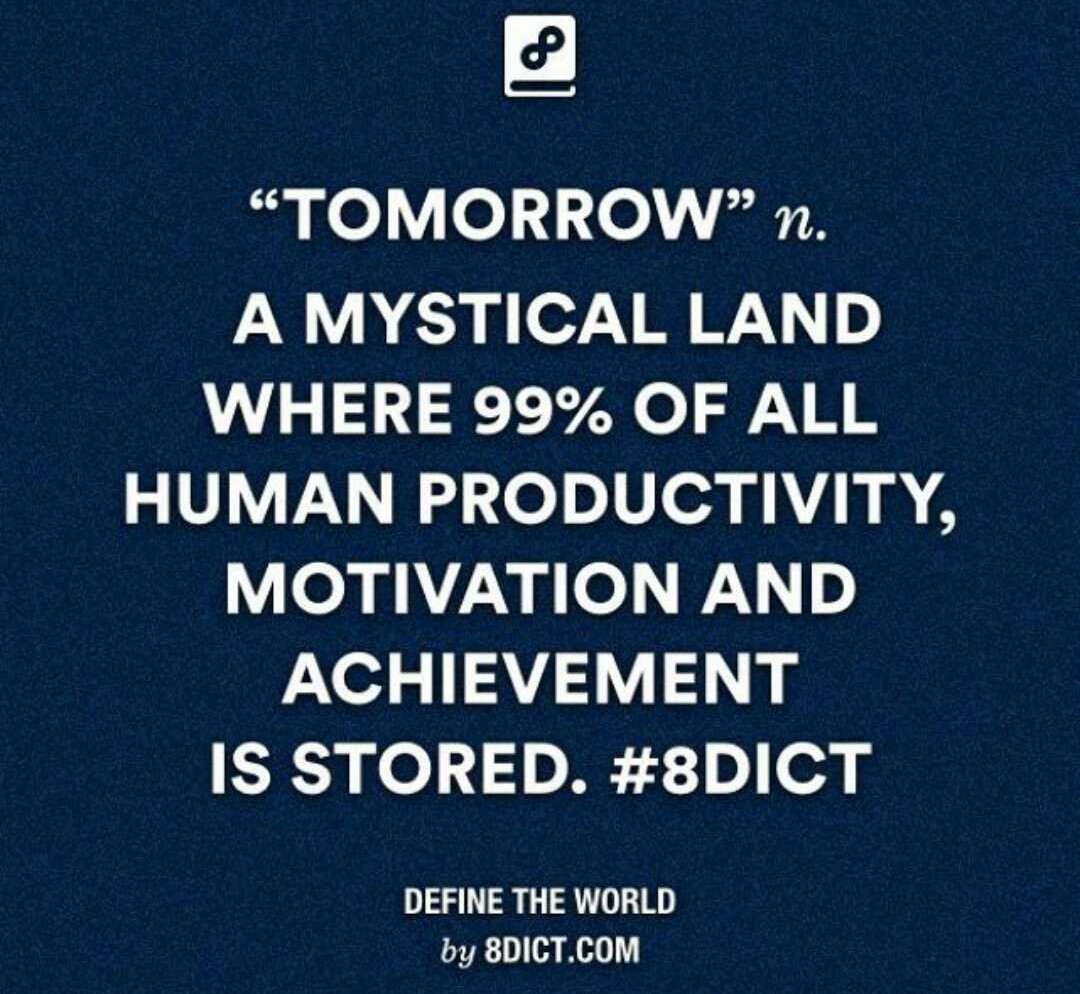 “TOMORROW” n.
A MYSTICAL LAND
WHERE 99% OF ALL
HUMAN PRODUCTIVITY,
MOTIVATION AND
ACHIEVEMENT
IS STORED. #8DICT
DEFINE THE WORLD
by 8DICT.COM